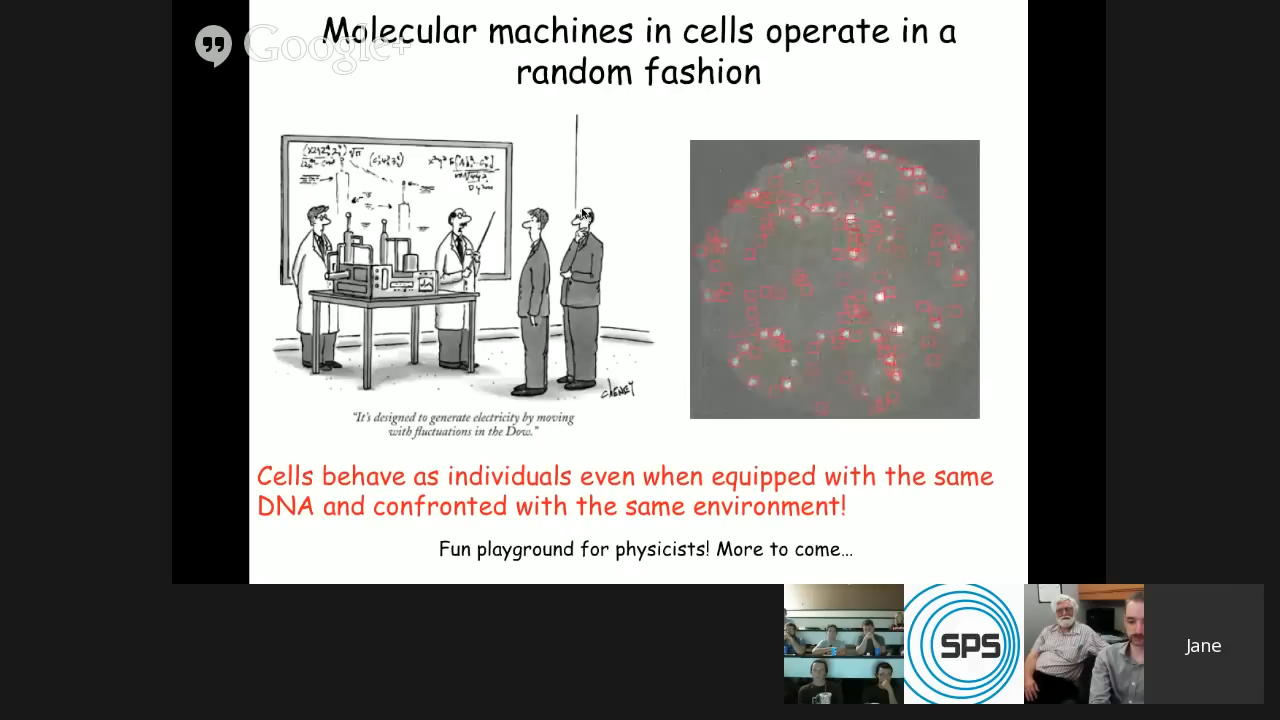 Molecular machines in cells operate in a
random fashion
Google+
CHENEY
"It's designed to generate electricity by moving
with fluctuations in the Dow."
Cells behave as individuals even when equipped with the same
DNA and confronted with the same environment!
Fun playground for physicists! More to come...
SPS
Jane